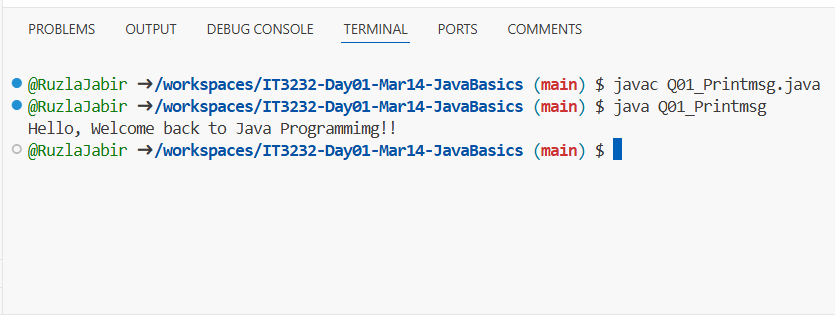 PROBLEMS OUTPUT DEBUG CONSOLE TERMINAL PORTS COMMENTS
@RuzlaJabir ➜/workspaces/IT3232-Day01-Mar14-JavaBasics (main) $ javac Q01_Printmsg.java
@RuzlaJabir ➜/workspaces/IT3232-Day01-Mar14-JavaBasics (main) $ java Q01_Printmsg
Hello, Welcome back to Java Programmimg!!
@RuzlaJabir ➜/workspaces/IT3232-Day01-Mar14-JavaBasics (main) $